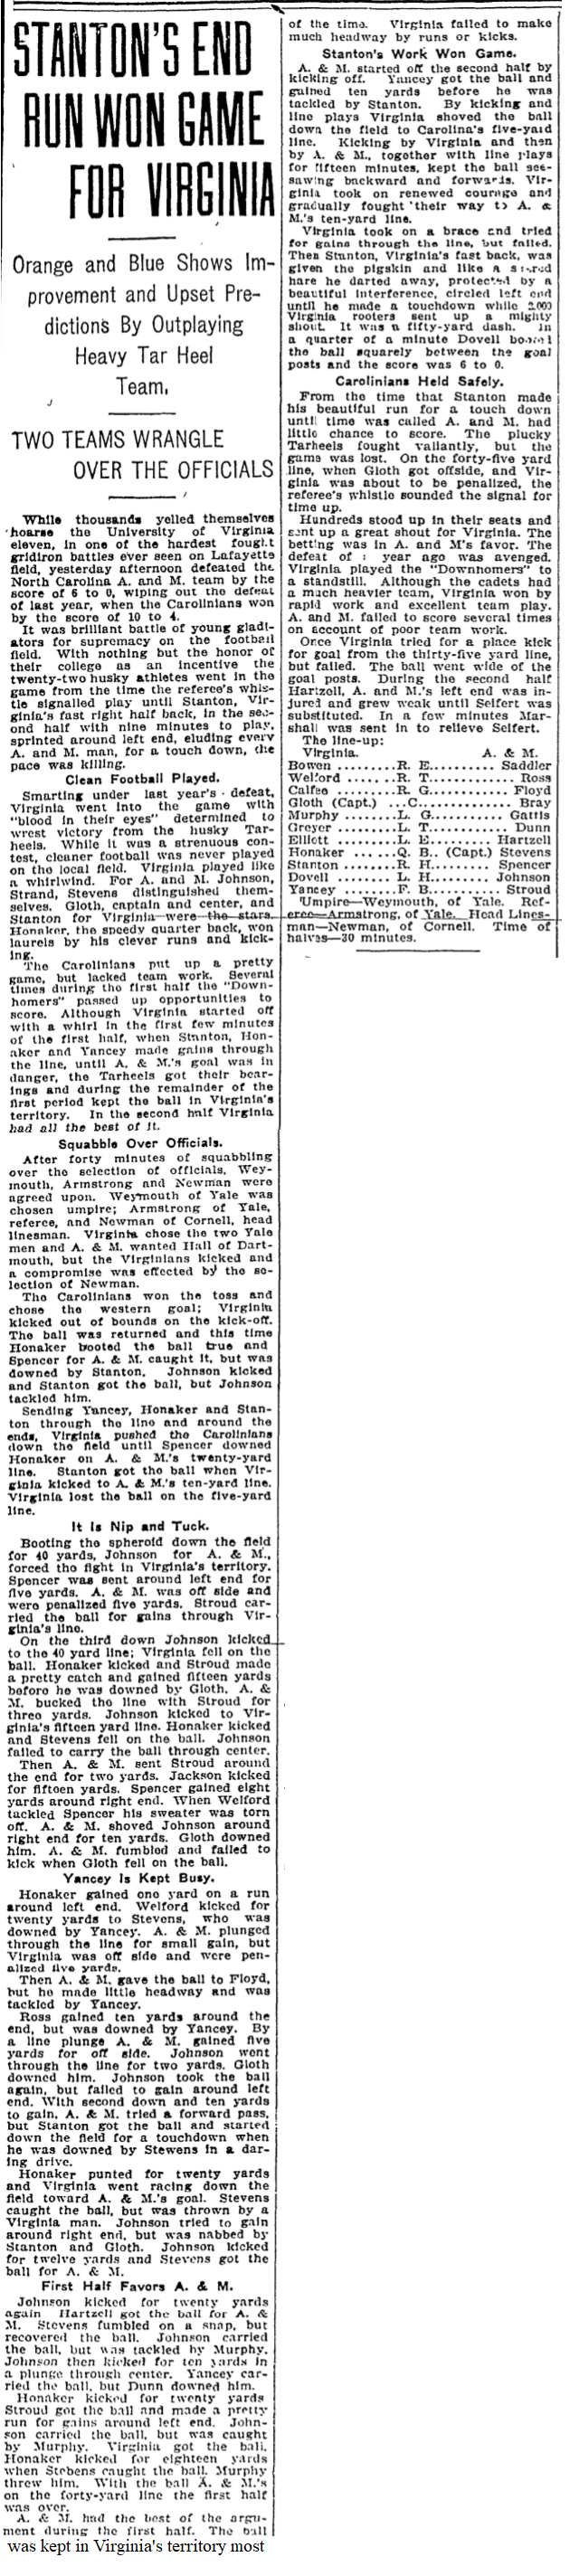 STANTON'S END
RUN WON GAME
FOR VIRGINIA
Orange and Blue Shows Im-
provement and Upset Pre-
dictions By Outplaying
Heavy Tar Heel
Team.
TWO TEAMS WRANGLE
OVER THE OFFICIALS
While thousands yelled themselves
hoarse the University of Virginia
eleven, in one of the hardest fought
gridiron battles ever seen on Lafayette
field, yesterday afternoon defeated the
North Carolina A. and M. team by the
score of 6 to 0, wiping out the defeat
of last year, when the Carolinians won
by the score of 10 to 4.
It was brilliant battle of young gladi-
ators for supremacy on the football
field. With nothing but the honor of
their college as an incentive the
twenty-two husky athletes went in the
game from the time the referee's whis-
tle signalled play until Stanton, Vir-
ginia's fast right half back, in the sec-
ond half with nine minutes to play,
sprinted around left end, eluding every
A. and M. man, for a touch down, the
pace was killing.
Clean Football Played.
Smarting under last year's defeat,
Virginia went into the game with
"blood in their eyes" determined to
wrest victory from the husky Tar-
heels. While it was a strenuous con-
test, cleaner football was never played
on the local field. Virginia played like
a whirlwind. For A. and M. Johnson,
Strand, Stevens distinguished them-
selves. Gloth, captain and center, and
Stanton for Virginia were the stars.
Honaker, the speedy quarter back, won
laurels by his clever runs and kick-
ing.
The Carolinians put up a pretty
game, but lacked team work. Several
times during the first half the "Down-
homers" passed up opportunities to
score. Although Virginia started off
with a whirl in the first few minutes
of the first half, when Stanton, Hon-
aker and Yancey made gains through
the line, until A. & M.'s goal was in
danger, the Tarheels got their bear-
ings and during the remainder of the
first period kept the ball in Virginia's
territory. In the second half Virginia
had all the best of it.
Squabble Over Officials.
After forty minutes of squabbling
over the selection of officials, Wey-
mouth, Armstrong and Newman were
agreed upon. Weymouth of Yale was
chosen umpire; Armstrong of Yale,
referee, and Newman of Cornell, head
linesman. Virginia chose the two Yale
men and A. & M. wanted Hall of Dart-
mouth, but the Virginians kicked and
a compromise was effected by the se-
lection of Newman.
The Carolinians won the toss and
chose the western goal; Virginia
kicked out of bounds on the kick-off.
The ball was returned and this time
Honaker booted the ball true and
Spencer for A. & M. caught it, but was
downed by Stanton. Johnson kicked
and Stanton got the ball, but Johnson
tackled him.
Sending Yancey, Honaker and Stan-
ton through the line and around the
ends, Virginia pushed the Carolinians
down the field until Spencer downed
Honaker on A. & M.'s twenty-yard
line. Stanton got the ball when Vir-
ginia kicked to A. & M.'s ten-yard line.
Virginia lost the ball on the five-yard
line.
It Is Nip and Tuck.
Booting the spheroid down the field
for 40 yards, Johnson for A. & M.,
forced the fight in Virginia's territory.
Spencer was sent around left end for
five yards. A. & M. was off side and
were penalized five yards. Stroud car-
ried the ball for gains through Vir-
ginia's line.
On the third down Johnson kicked
to the 40 yard line; Virginia fell on the
ball. Honaker kicked and Stroud made
a pretty catch and gained fifteen yards
before he was downed by Gloth. A. &
M. bucked the line with Stroud for
three yards. Johnson kicked to Vir-
ginia's fifteen yard line. Honaker kicked
and Stevens fell on the ball. Johnson
failed to carry the ball through center.
Then A. & M. sent Stroud around
the end for two yards. Jackson kicked
for fifteen yards. Spencer gained eight
yards around right end. When Welford
tackled Spencer his sweater was torn
off. A. & M. shoved Johnson around
right end for ten yards. Gloth downed
him. A. & M. fumbled and failed to
kick when Gloth fell on the ball.
Yancey Is Kept Busy.
Honaker gained one yard on a run
around left end. Welford kicked for
twenty yards to Stevens, who was
downed by Yancey. A. & M. plunged
through the line for small gain, but
Virginia was off side and were pen-
alized five yards.
Then A. & M. gave the ball to Floyd,
but he made little headway and was
tackled by Yancey.
Ross gained ten yards around the
end, but was downed by Yancey. By
a line plunge A. & M. gained five
yards for off side. Johnson went
through the line for two yards. Gloth
downed him. Johnson took the ball
again, but failed to gain around left
end. With second down and ten yards
to gain, A. & M. tried a forward pass,
but Stanton got the ball and started
down the field for a touchdown when
he was downed by Stewens in a dar-
ing drive.
Honaker punted for twenty yards
and Virginia went racing down the
field toward A. & M.'s goal. Stevens
caught the ball, but was thrown by a
Virginia man. Johnson tried to gain
around right end, but was nabbed by
Stanton and Gloth. Johnson kicked
for twelve yards and Stevens got the
ball for A. & M.
First Half Favors A. & M.
Johnson kicked for twenty yards
again Hartzell got the ball for A. &
M. Stevens fumbled on a snap, but
recovered the ball. Johnson carried
the ball, but was tackled by Murphy.
Johnson then kicked for ten yards in
a plunge through center. Yancey car-
ried the ball, but Dunn downed him.
Honaker kicked for twenty yards
Stroud got the ball and made a pretty
run for gains around left end. John-
son carried the ball, but was caught
by Murphy. Virginia got the ball.
Honaker kicked for eighteen yards
when Stebens caught the ball. Murphy
threw him. With the ball A. & M.'s
on the forty-yard line the first half
was over.
A. & M. had the best of the argu-
ment during the first half. The ball
was kept in Virginia's territory most
of the time. Virginia failed to make
much headway by runs or kicks.
Stanton's Work Won Game.
A. & M. started off the second half by
kicking off. Yancey got the ball and
gained ten yards before he was
tackled by Stanton. By kicking and
line plays Virginia shoved the ball
down the field to Carolina's five-yard
line. Kicking by Virginia and then
by A. & M., together with line plays
for fifteen minutes, kept the ball see-
sawing backward and forwards. Vir-
ginia took on renewed courage and
gradually fought their way to A. &
M.'s ten-yard line.
Virginia took on a brace and tried
for gains through the line, but failed.
Then Stanton, Virginia's fast back, was
given the pigskin and like a scared
hare he darted away, protected by a
beautiful interference, circled left end
until he made a touchdown while 2,000
Virginia rooters sent up a mighty
shout. It was a fifty-yard dash. In
a quarter of a minute Dovell booted
the ball squarely between the goal
posts and the score was 6 to 0.
Carolinians Held Safely.
From the time that Stanton made
his beautiful run for a touch down
until time was called A. and M. had
little chance to score. The plucky
Tarheels fought valiantly, but the
game was lost. On the forty-five yard
line, when Gloth got offside, and Vir-
ginia was about to be penalized, the
referee's whistle sounded the signal for
time up.
Hundreds stood up in their seats and
sent up a great shout for Virginia. The
betting was in A. and M's favor. The
defeat of a year ago was avenged.
Virginia played the "Downhomers" to
a standstill. Although the cadets had
a much heavier team, Virginia won by
rapid work and excellent team play.
A. and M. failed to score several times
on account of poor team work.
Once Virginia tried for a place kick
for goal from the thirty-five yard line,
but failed. The ball went wide of the
goal posts. During the second half
Hartzell, A. and M.'s left end was in-
jured and grew weak until Seifert was
substituted. In a few minutes Mar-
shall was sent in to relieve Seifert.
The line-up:
Virginia. A. & M.
Bowen ........R. E............ Saddler
Welford .......R. T............. Ross
Calfee ........R. G............ Floyd
Gloth (Capt.) ...C............. Bray
Murphy .......L. G............ Gattis
Greyer ........L. T............ Dunn
Elliott ........L. E......... Hartzell
Honaker ......Q. B.. (Capt.) Stevens
Stanton .......R. H.......... Spencer
Dovell ........L. H.......... Johnson
Yancey ........F. B........... Stroud
Umpire—Weymouth, of Yale. Ref-
eree—Armstrong, of Yale. Head Lines-
man—Newman, of Cornell. Time of
halves—30 minutes.